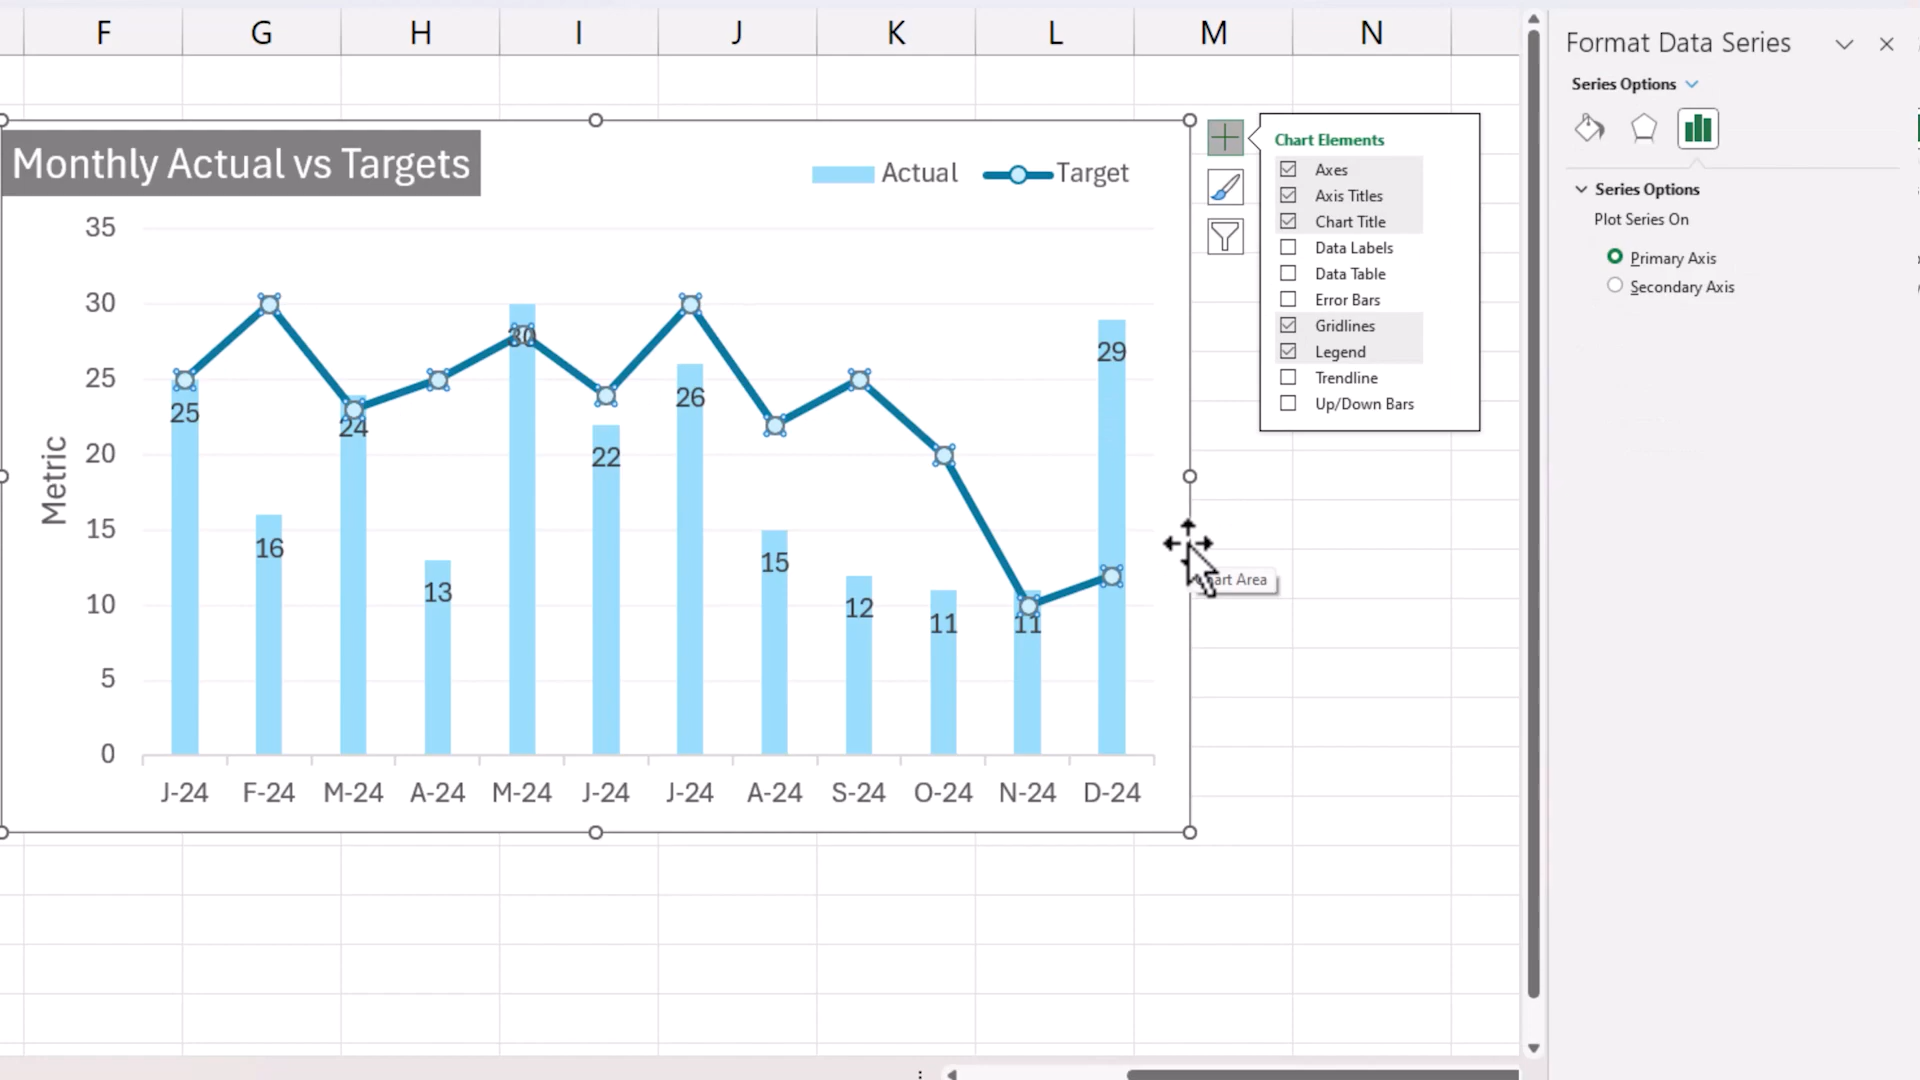 F G H I J K L M N
Format Data Series
Series Options
Monthly Actual vs Targets
Actual Target
Chart Elements
Axes
Axis Titles
Chart Title
Data Labels
Data Table
Error Bars
Gridlines
Legend
Trendline
Up/Down Bars
Series Options
Plot Series On
Primary Axis
Secondary Axis
35
30
25
20
15
10
5
0
Metric
25
16
24
13
30
22
26
15
12
11
11
29
J-24 F-24 M-24 A-24 M-24 J-24 J-24 A-24 S-24 O-24 N-24 D-24
Area